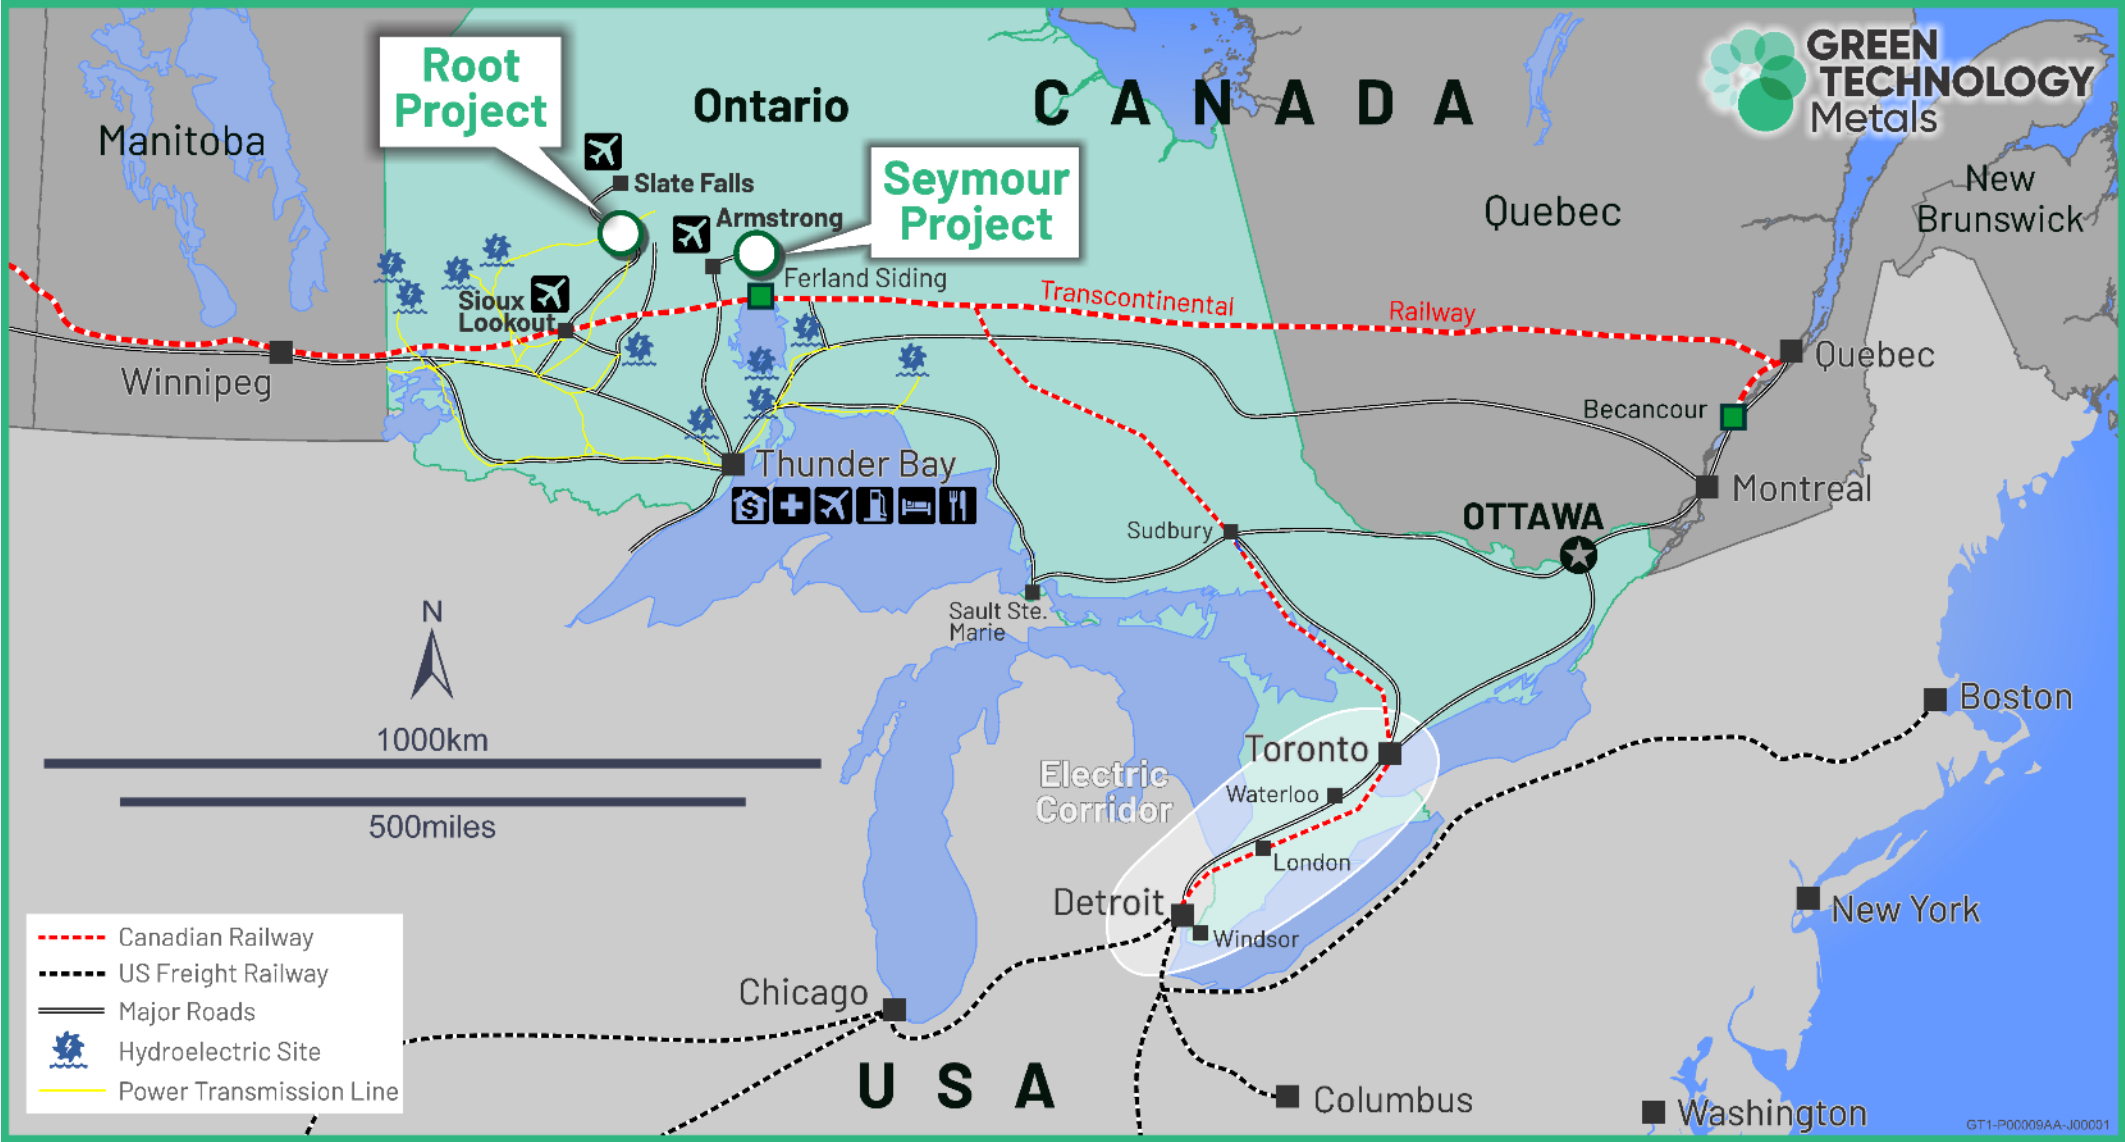 Root
Project
Ontario
CANADA
GREEN
TECHNOLOGY
Metals
Manitoba
Slate Falls
Armstrong
Seymour
Project
Quebec
New
Brunswick
Ferland Siding
Sioux
Lookout
Transcontinental
Railway
Winnipeg
Quebec
Becancour
Thunder Bay
Montreal
OTTAWA
Sudbury
Sault Ste.
Marie
N
1000km
500miles
Boston
Toronto
Electric
Corridor
Waterloo
London
Detroit
Windsor
New York
Chicago
USA
Columbus
Washington
Canadian Railway
US Freight Railway
Major Roads
Hydroelectric Site
Power Transmission Line
GT1-P00009AA-J00001